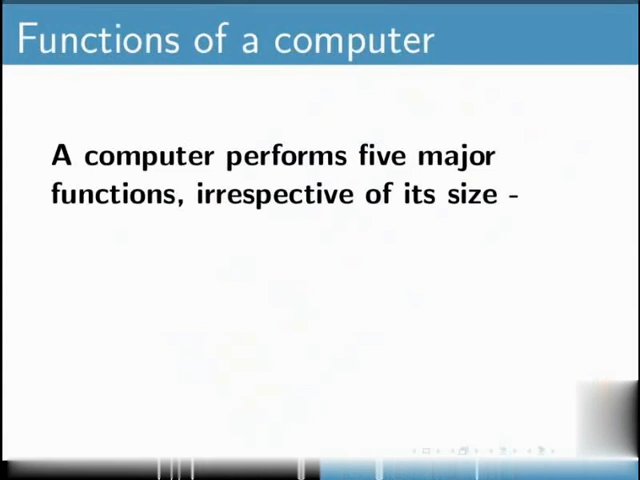 Functions of a computer
A computer performs five major
functions, irrespective of its size -